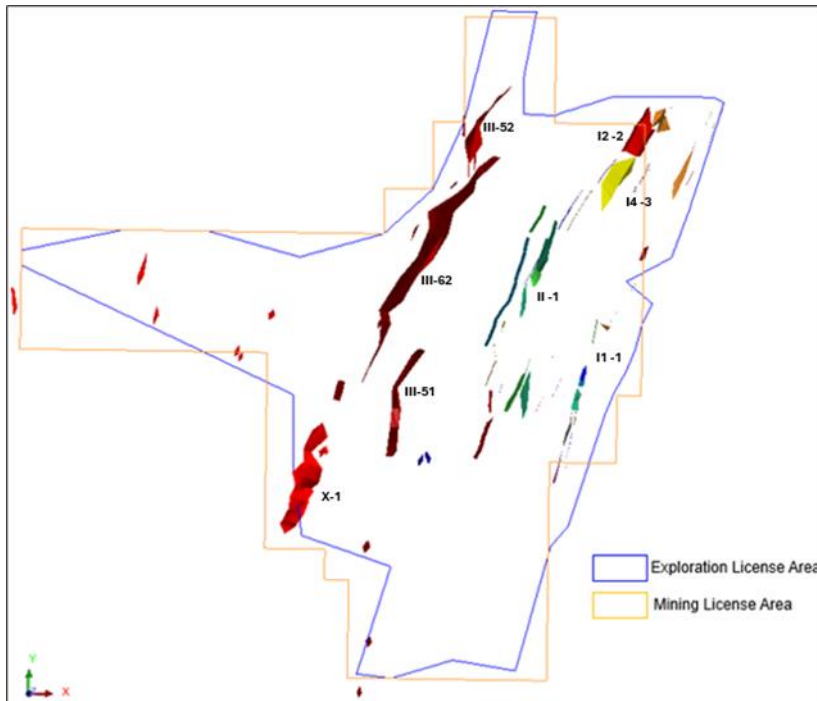 III-52
I2 -2
I4 -3
III-62
II -1
I1 -1
III-51
X-1
Exploration License Area
Mining License Area
Y
Z
X